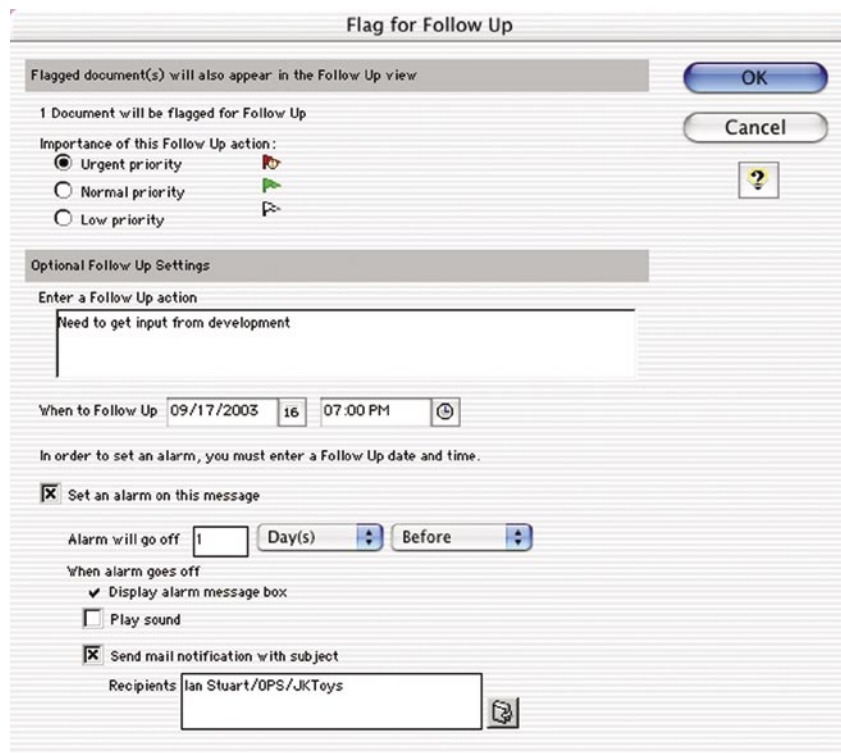 Flag for Follow Up
Flagged document(s) will also appear in the Follow Up view
OK
1 Document will be flagged for Follow Up
Cancel
Importance of this Follow Up action:
Urgent priority
Normal priority
Low priority
?
Optional Follow Up Settings
Enter a Follow Up action
Need to get input from development
When to Follow Up 09/17/2003 16 07:00 PM
In order to set an alarm, you must enter a Follow Up date and time.
Set an alarm on this message
Alarm will go off 1 Day(s) Before
When alarm goes off
Display alarm message box
Play sound
Send mail notification with subject
Recipients Ian Stuart/OPS/JKToys